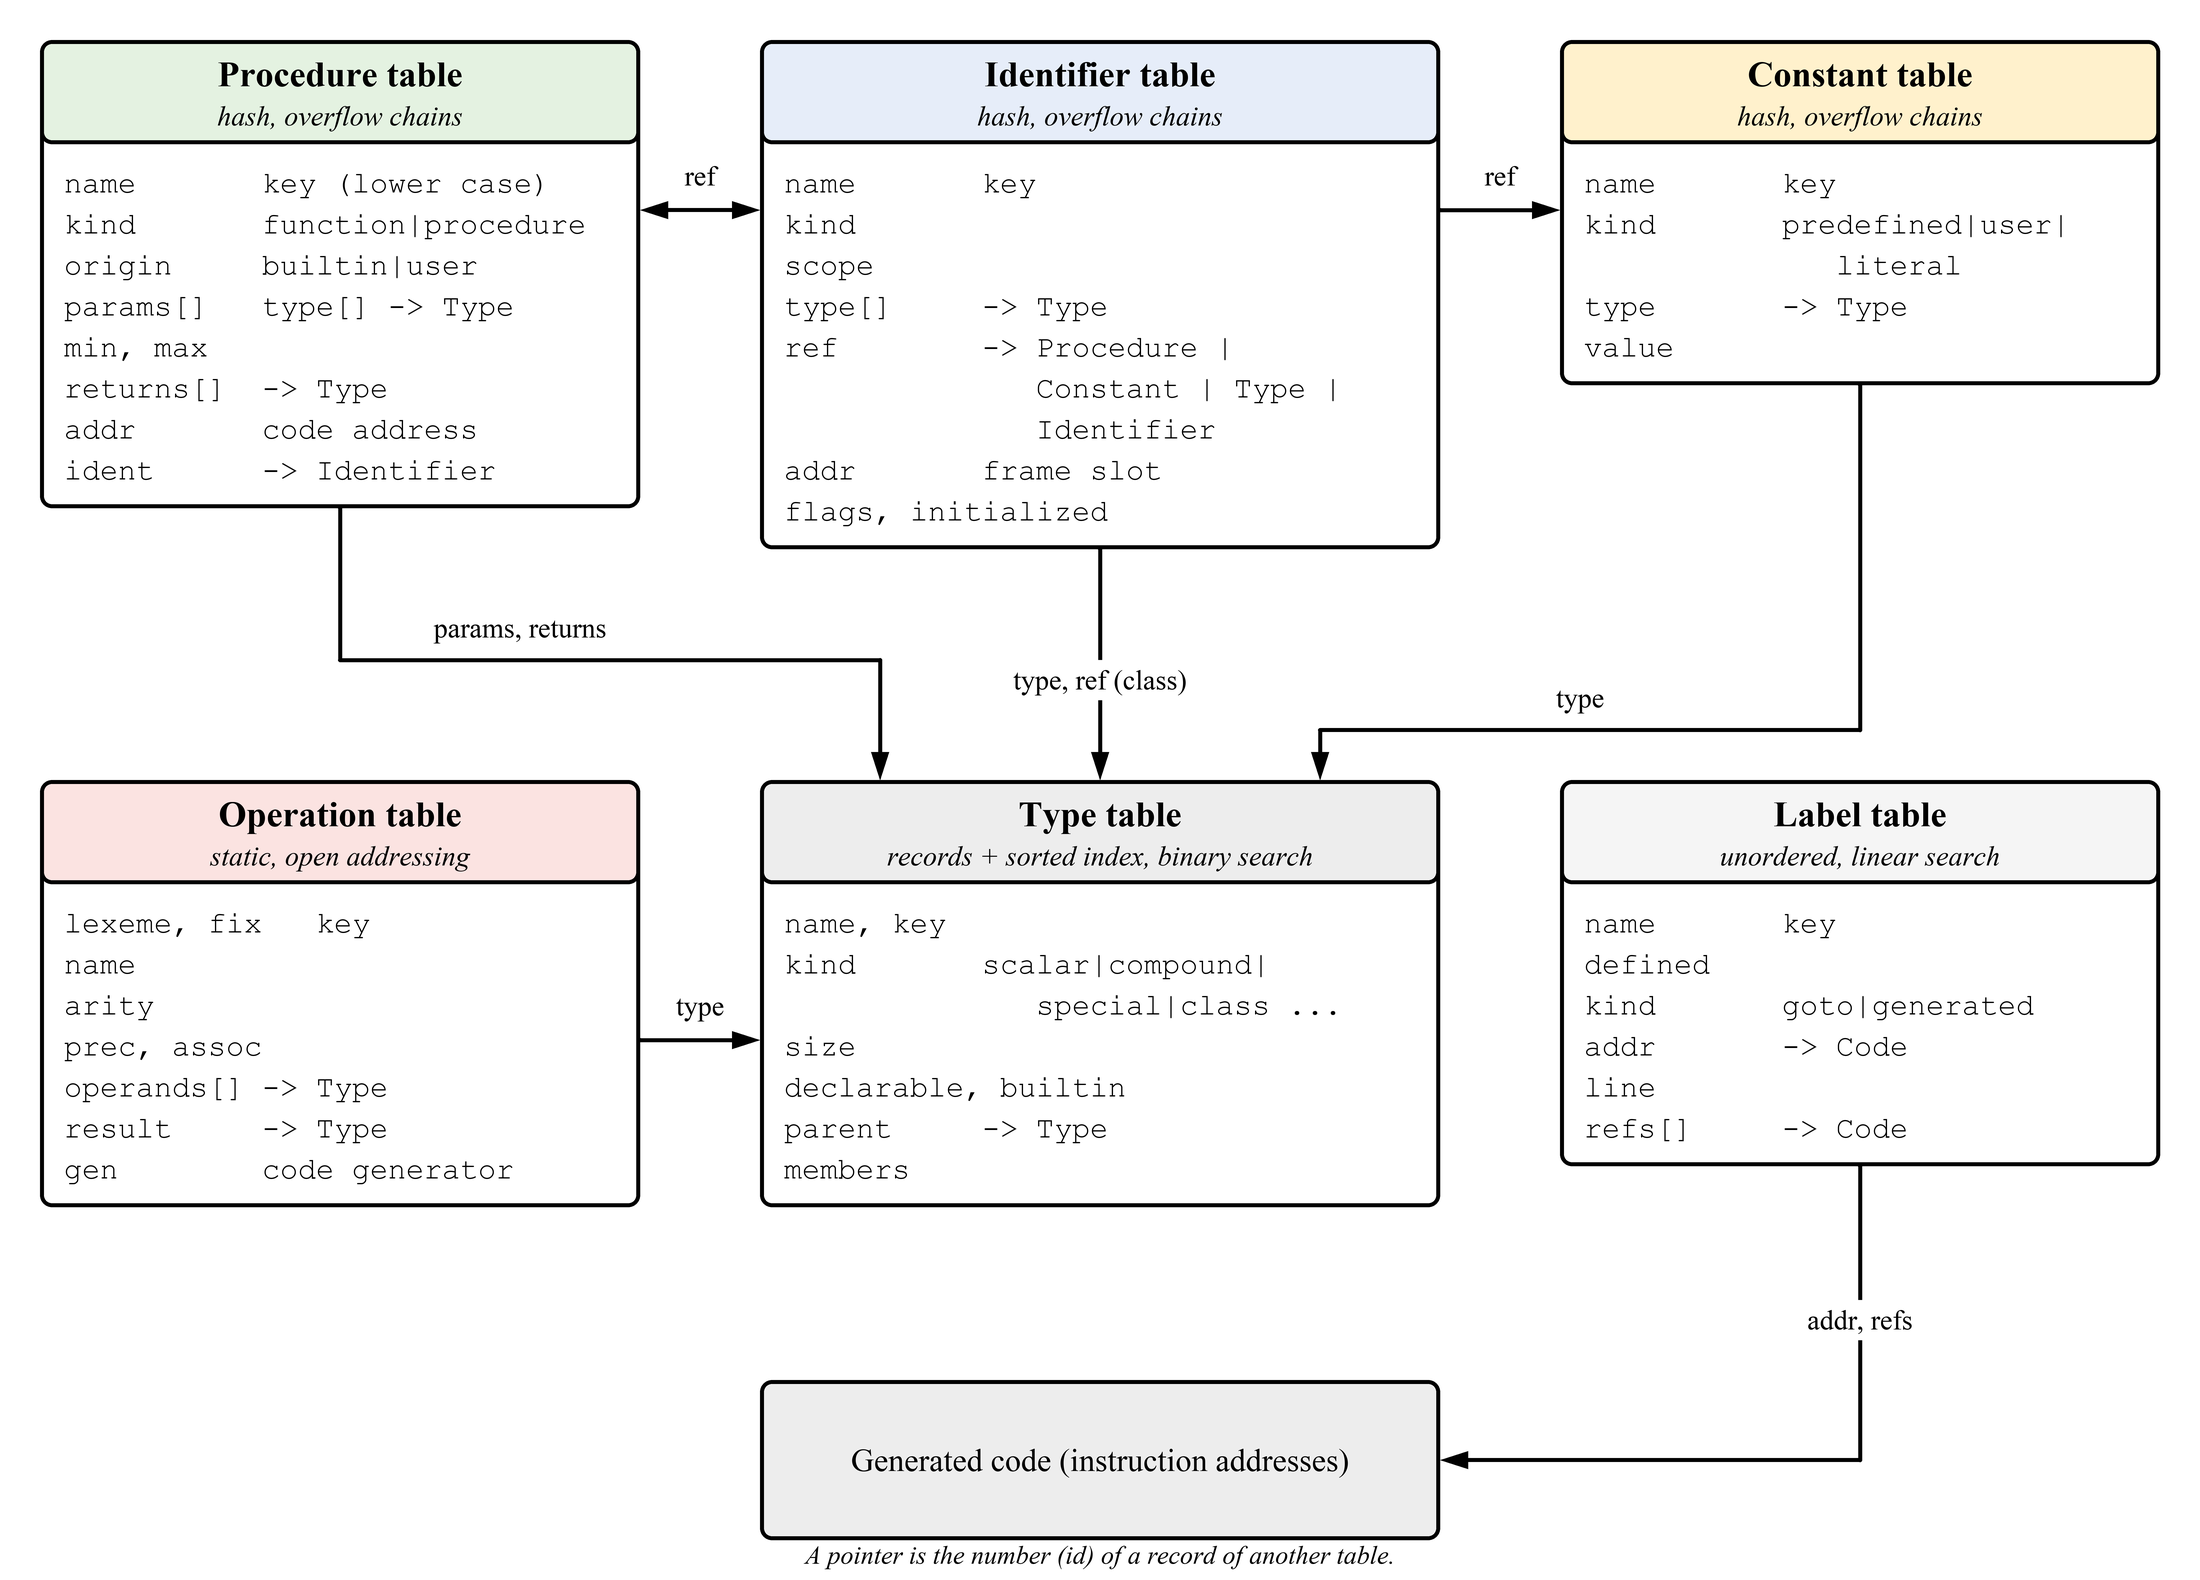 Procedure table
hash, overflow chains
name key (lower case)
kind function|procedure
origin builtin|user
params[] type[] -> Type
min, max
returns[] -> Type
addr code address
ident -> Identifier
ref
Identifier table
hash, overflow chains
name key
kind
scope
type[] -> Type
ref -> Procedure |
Constant | Type |
Identifier
addr frame slot
flags, initialized
ref
Constant table
hash, overflow chains
name key
kind predefined|user|
literal
type -> Type
value
params, returns
type, ref (class)
type
Operation table
static, open addressing
lexeme, fix key
name
arity
prec, assoc
operands[] -> Type
result -> Type
gen code generator
type
Type table
records + sorted index, binary search
name, key
kind scalar|compound|
special|class ...
size
declarable, builtin
parent -> Type
members
Label table
unordered, linear search
name key
defined
kind goto|generated
addr -> Code
line
refs[] -> Code
addr, refs
Generated code (instruction addresses)
A pointer is the number (id) of a record of another table.